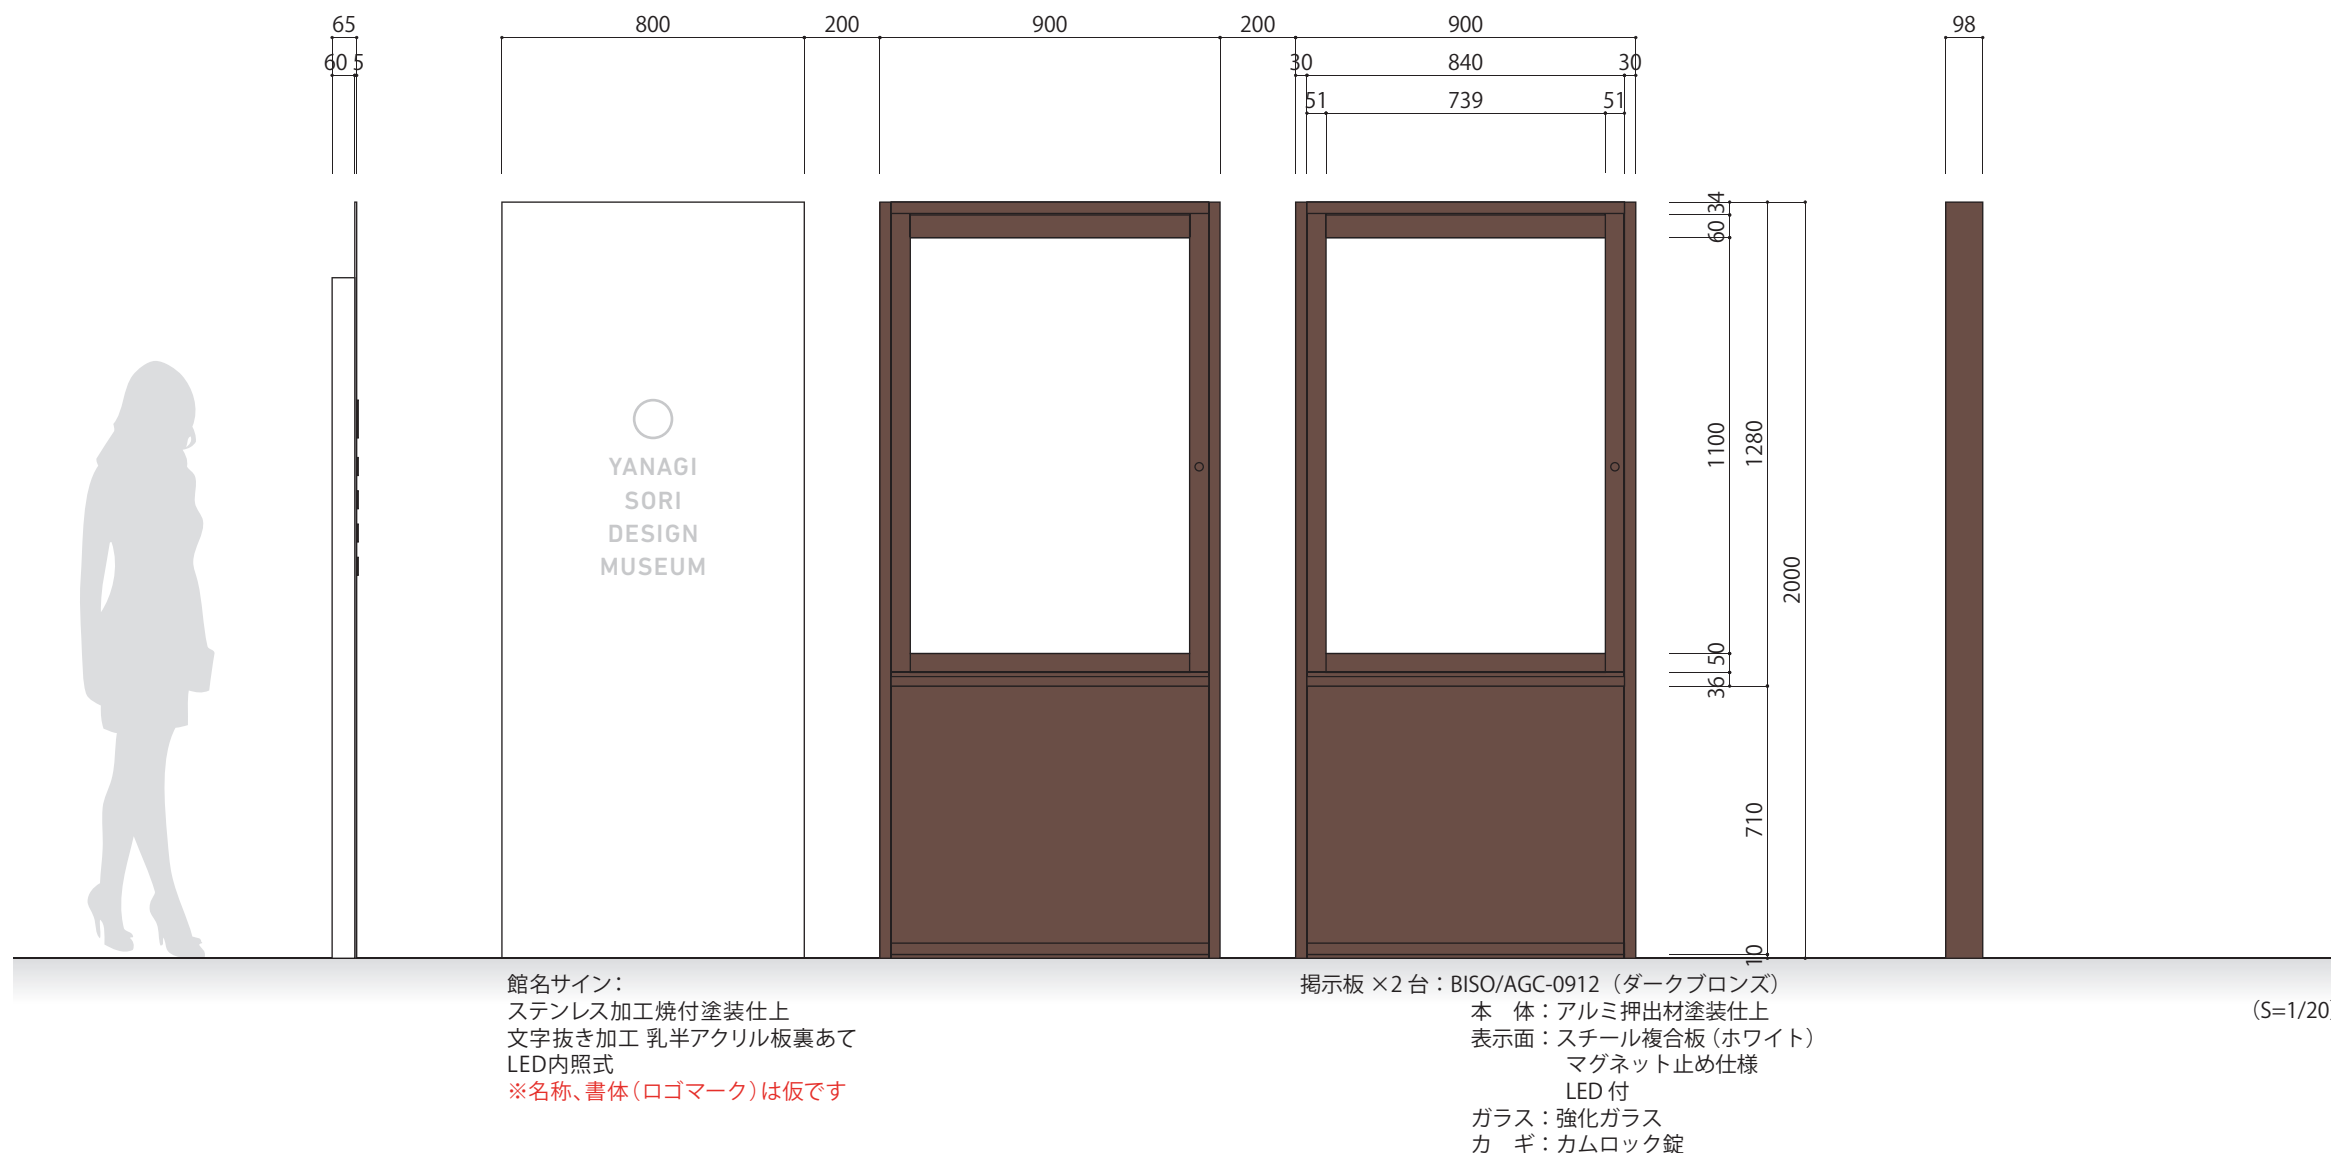 65
800
200
900
200
900
98
60 5
30
840
30
51
739
51
34
60
1100
1280
2000
50
36
710
10
YANAGI
SORI
DESIGN
MUSEUM
館名サイン：
ステンレス加工焼付塗装仕上
文字抜き加工 乳半アクリル板裏あて
LED内照式
※名称、書体（ロゴマーク）は仮です
掲示板 ×2 台：BISO/AGC-0912（ダークブロンズ）
本　体：アルミ押出材塗装仕上
表示面：スチール複合板（ホワイト）
マグネット止め仕様
LED 付
ガラス：強化ガラス
カ　ギ：カムロック錠
（S=1/20）